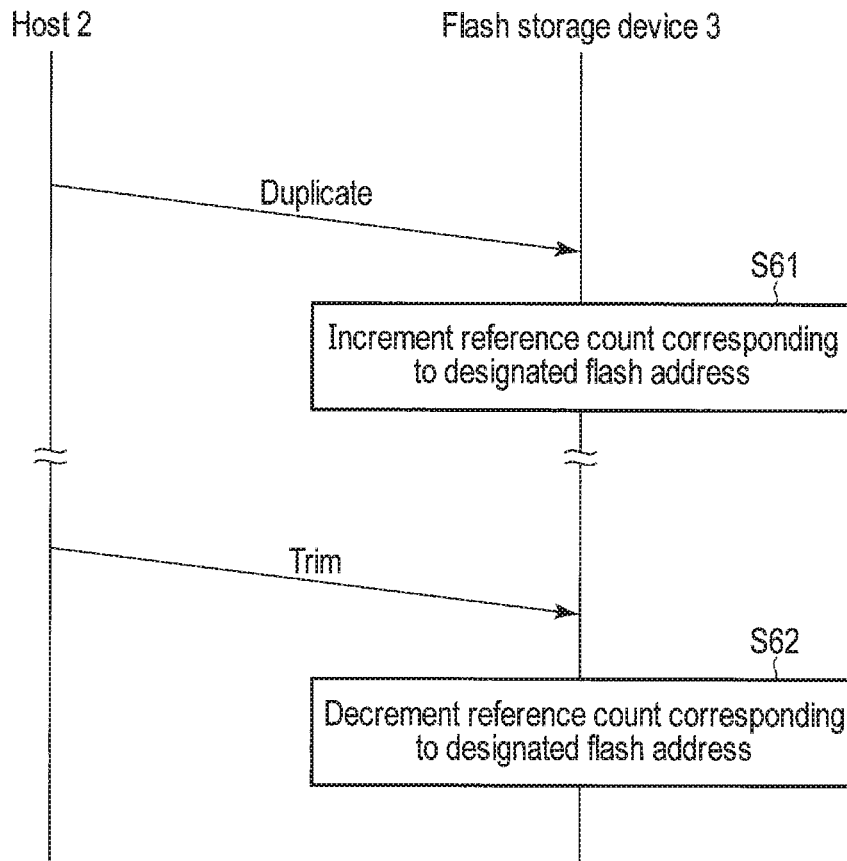 Host 2
Flash storage device 3
Duplicate
S61
Increment reference count corresponding
to designated flash address
Trim
S62
Decrement reference count corresponding
to designated flash address